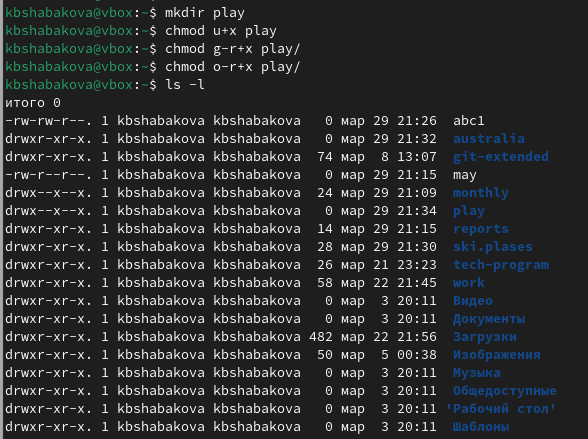 kbshabakova@vbox:~$ mkdir play
kbshabakova@vbox:~$ chmod u+x play
kbshabakova@vbox:~$ chmod g-r+x play/
kbshabakova@vbox:~$ chmod o-r+x play/
kbshabakova@vbox:~$ ls -l
итого 0
-rw-rw-r--. 1 kbshabakova kbshabakova   0 мар 29 21:26  abc1
drwxr-xr-x. 1 kbshabakova kbshabakova   0 мар 29 21:32  australia
drwxr-xr-x. 1 kbshabakova kbshabakova  74 мар  8 13:07  git-extended
-rw-r--r--. 1 kbshabakova kbshabakova   0 мар 29 21:15  may
drwx--x--x. 1 kbshabakova kbshabakova  24 мар 29 21:09  monthly
drwx--x--x. 1 kbshabakova kbshabakova   0 мар 29 21:34  play
drwxr-xr-x. 1 kbshabakova kbshabakova  14 мар 29 21:15  reports
drwxr-xr-x. 1 kbshabakova kbshabakova  28 мар 29 21:30  ski.plases
drwxr-xr-x. 1 kbshabakova kbshabakova  26 мар 21 23:23  tech-program
drwxr-xr-x. 1 kbshabakova kbshabakova  58 мар 22 21:45  work
drwxr-xr-x. 1 kbshabakova kbshabakova   0 мар  3 20:11  Видео
drwxr-xr-x. 1 kbshabakova kbshabakova   0 мар  3 20:11  Документы
drwxr-xr-x. 1 kbshabakova kbshabakova 482 мар 22 21:56  Загрузки
drwxr-xr-x. 1 kbshabakova kbshabakova  50 мар  5 00:38  Изображения
drwxr-xr-x. 1 kbshabakova kbshabakova   0 мар  3 20:11  Музыка
drwxr-xr-x. 1 kbshabakova kbshabakova   0 мар  3 20:11  Общедоступные
drwxr-xr-x. 1 kbshabakova kbshabakova   0 мар  3 20:11 'Рабочий стол'
drwxr-xr-x. 1 kbshabakova kbshabakova   0 мар  3 20:11  Шаблоны